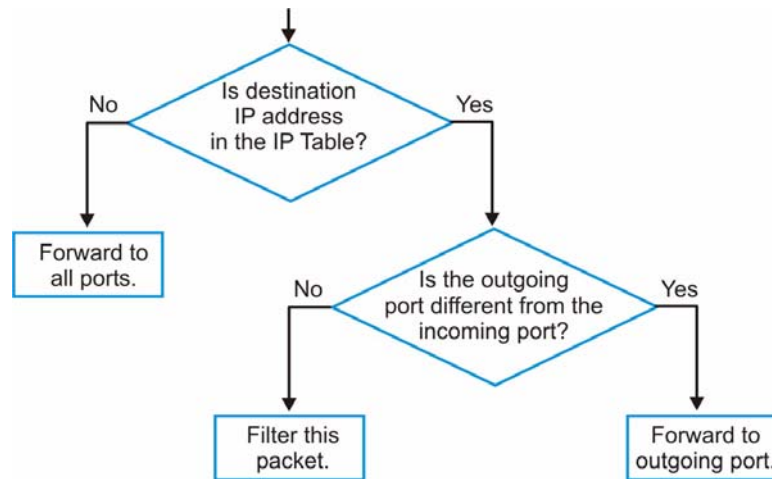 Is destination
IP address
in the IP Table?
No
Yes
Forward to
all ports.
Is the outgoing
port different from the
incoming port?
No
Yes
Filter this
packet.
Forward to
outgoing port.